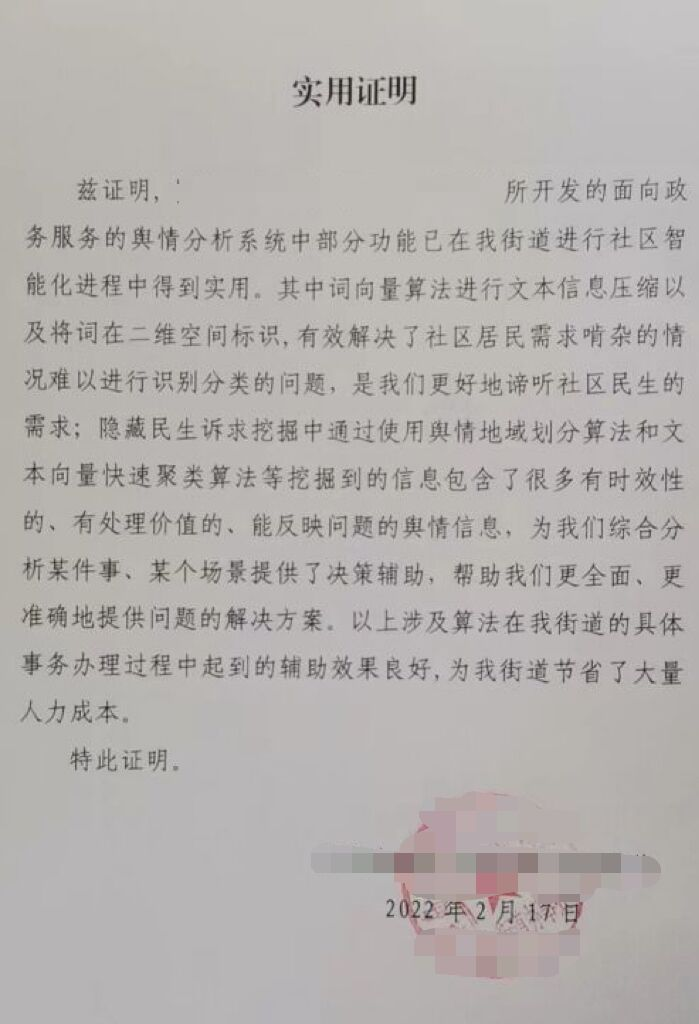 实用证明
兹证明, 所开发的面向政
务服务的舆情分析系统中部分功能已在我街道进行社区智
能化进程中得到实用。其中词向量算法进行文本信息压缩以
及将词在二维空间标识,有效解决了社区居民需求啃杂的情
况难以进行识别分类的问题，是我们更好地谛听社区民生的
需求；隐藏民生诉求挖掘中通过使用舆情地域划分算法和文
本向量快速聚类算法等挖掘到的信息包含了很多有时效性
的、有处理价值的、能反映问题的舆情信息，为我们综合分
析某件事、某个场景提供了决策辅助，帮助我们更全面、更
准确地提供问题的解决方案。以上涉及算法在我街道的具体
事务办理过程中起到的辅助效果良好,为我街道节省了大量
人力成本。
特此证明。
2022 年 2 月 17 日